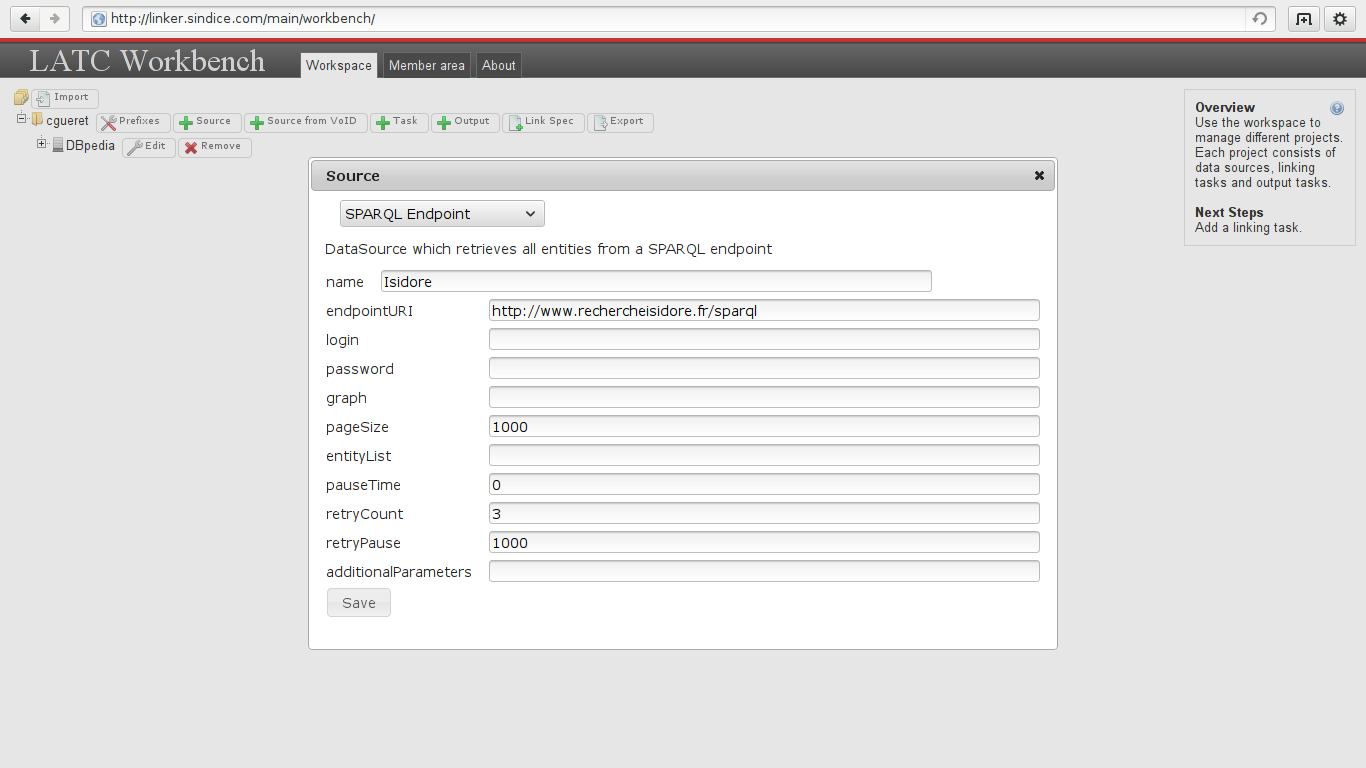 http://linker.sindice.com/main/workbench/
LATC Workbench
Workspace
Member area
About
Import
cgueret
Prefixes
Source
Source from VoID
Task
Output
Link Spec
Export
DBpedia
Edit
Remove
Overview
Use the workspace to
manage different projects.
Each project consists of
data sources, linking
tasks and output tasks.
Next Steps
Add a linking task.
Source
SPARQL Endpoint
DataSource which retrieves all entities from a SPARQL endpoint
name Isidore
endpointURI http://www.rechercheisidore.fr/sparql
login
password
graph
pageSize 1000
entityList
pauseTime 0
retryCount 3
retryPause 1000
additionalParameters
Save